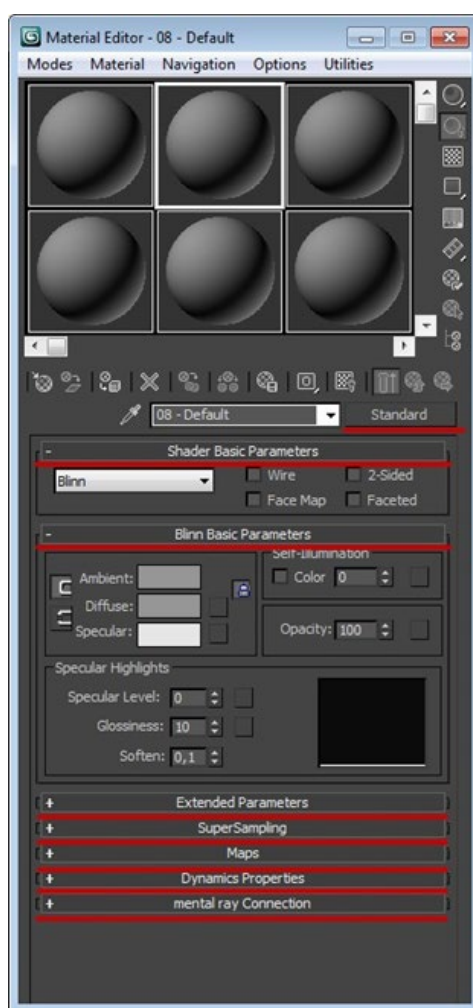 Material Editor - 08 - Default
Modes Material Navigation Options Utilities
08 - Default Standard
- Shader Basic Parameters
Blinn Wire 2-Sided
Face Map Faceted
- Blinn Basic Parameters
Self-Illumination
Ambient: Color 0
Diffuse:
Specular: Opacity: 100
Specular Highlights
Specular Level: 0
Glossiness: 10
Soften: 0,1
+ Extended Parameters
+ SuperSampling
+ Maps
+ Dynamics Properties
+ mental ray Connection